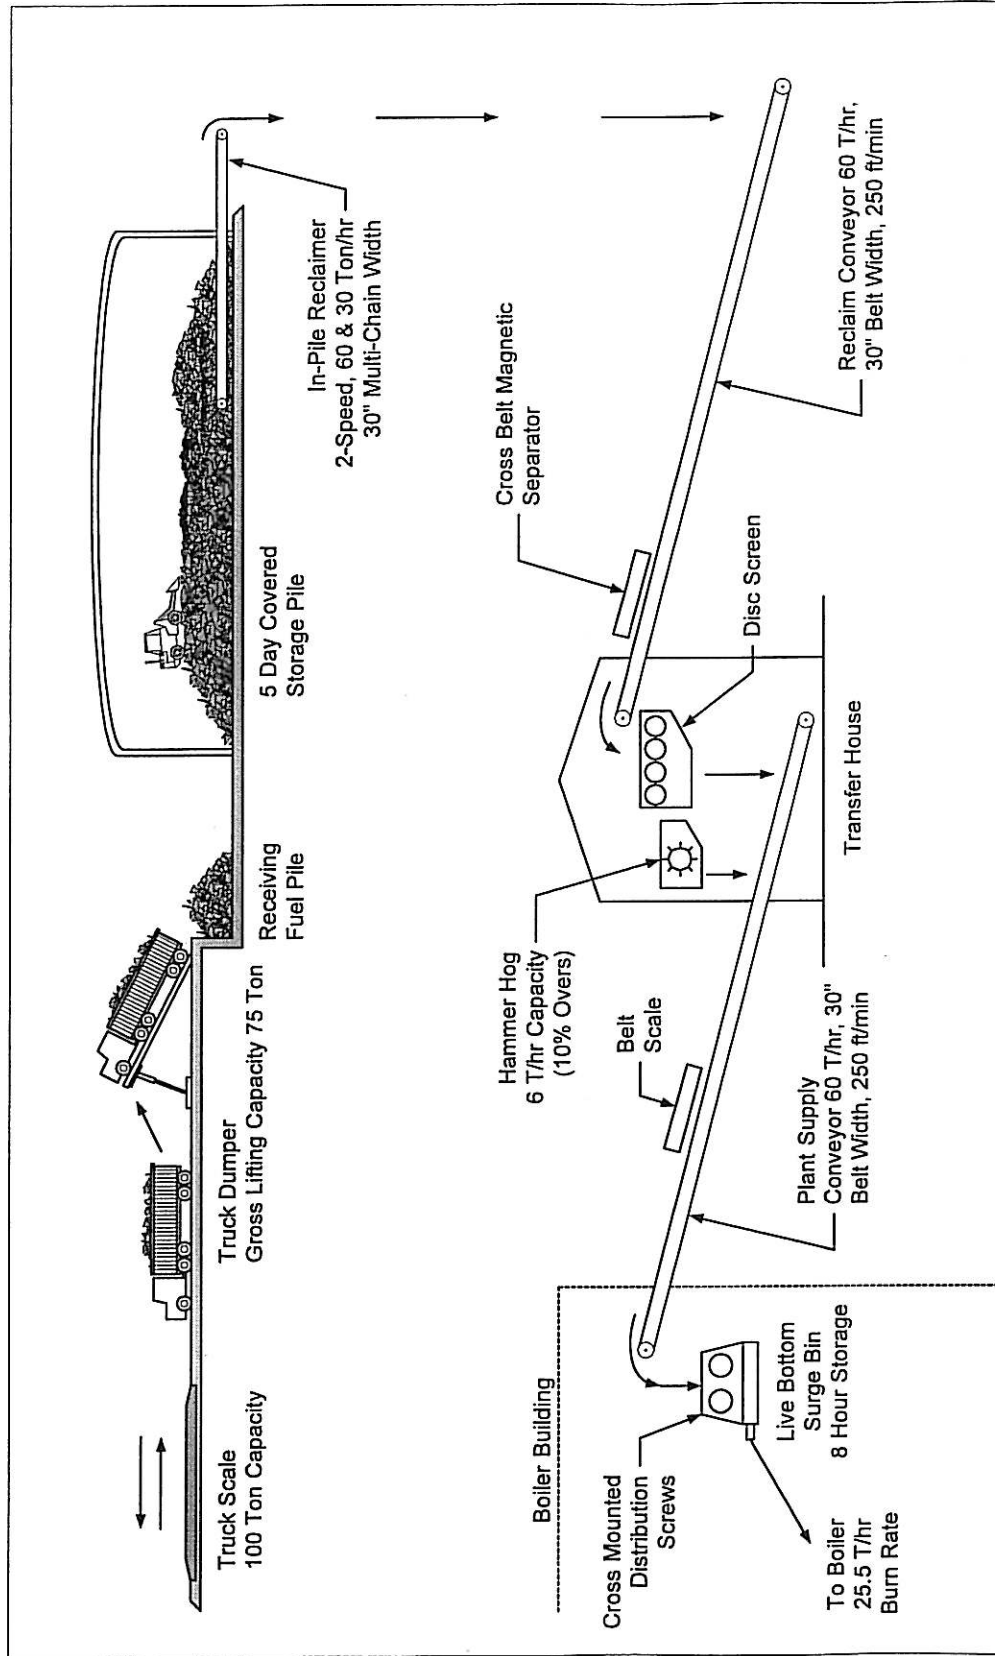 Truck Scale
100 Ton Capacity
Truck Dumper
Gross Lifting Capacity 75 Ton
Receiving
Fuel Pile
5 Day Covered
Storage Pile
In-Pile Reclaimer
2-Speed, 60 & 30 Ton/hr
30" Multi-Chain Width
Boiler Building
Cross Mounted
Distribution
Screws
To Boiler
25.5 T/hr
Burn Rate
Live Bottom
Surge Bin
8 Hour Storage
Plant Supply
Conveyor 60 T/hr, 30"
Belt Width, 250 ft/min
Belt
Scale
Hammer Hog
6 T/hr Capacity
(10% Overs)
Transfer House
Disc Screen
Cross Belt Magnetic
Separator
Reclaim Conveyor 60 T/hr,
30" Belt Width, 250 ft/min